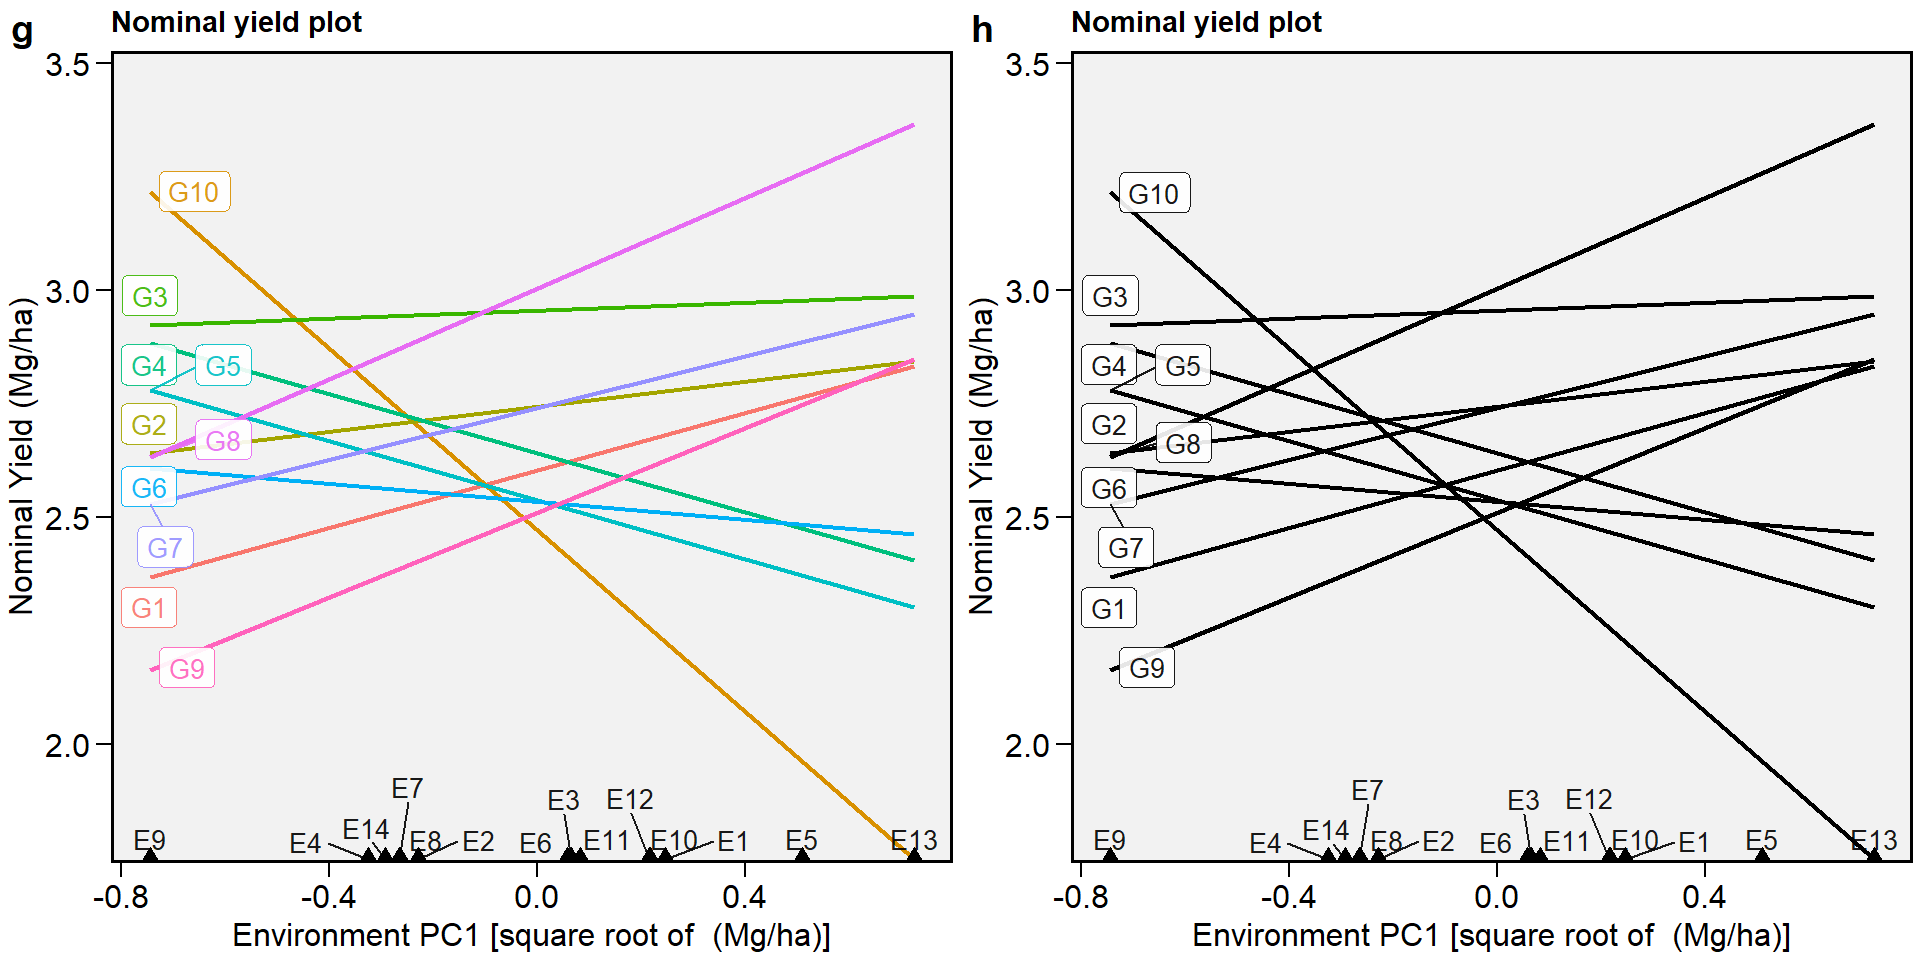 g
Nominal yield plot
Nominal Yield (Mg/ha)
3.5
3.0
2.5
2.0
G10
G3
G4
G5
G2
G8
G6
G7
G1
G9
E7
E3
E12
E14
E9
E4
E8
E2
E6
E11
E10
E1
E5
E13
-0.8
-0.4
0.0
0.4
Environment PC1 [square root of (Mg/ha)]
h
Nominal yield plot
Nominal Yield (Mg/ha)
3.5
3.0
2.5
2.0
G10
G3
G4
G5
G2
G8
G6
G7
G1
G9
E7
E3
E12
E14
E9
E4
E8
E2
E6
E11
E10
E1
E5
E13
-0.8
-0.4
0.0
0.4
Environment PC1 [square root of (Mg/ha)]